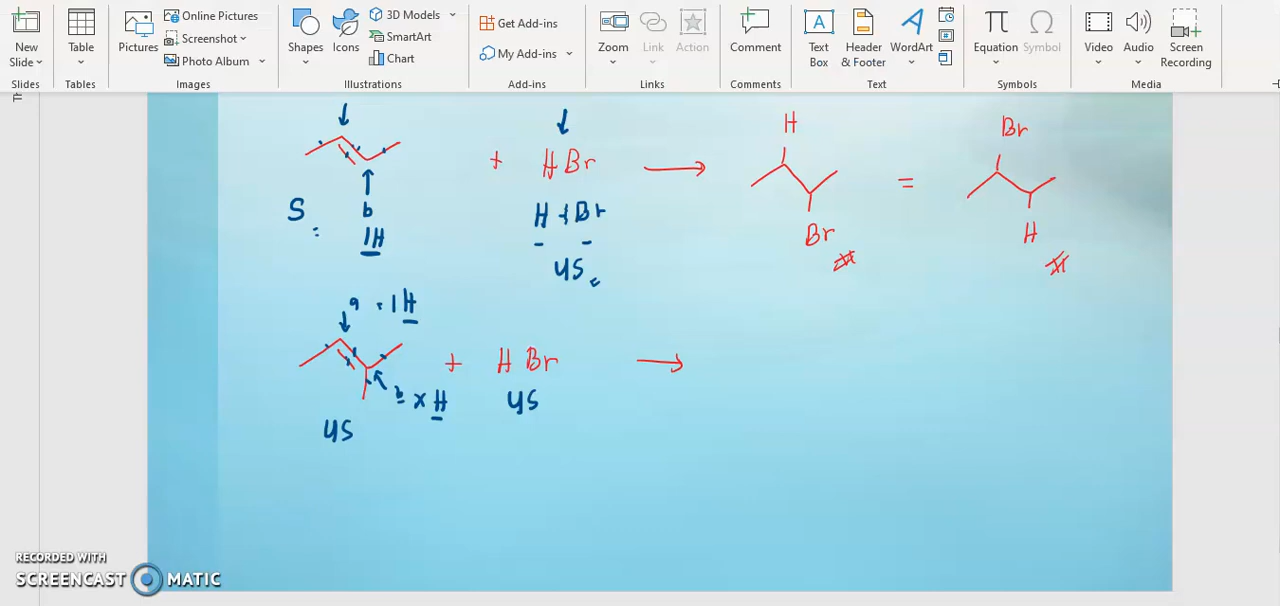 New Slide
Table
Pictures
Online Pictures
Screenshot
Photo Album
Shapes
Icons
3D Models
SmartArt
Chart
Get Add-ins
My Add-ins
Zoom
Link
Action
Comment
Text Box
Header & Footer
WordArt
Equation
Symbol
Video
Audio
Screen Recording
Slides
Tables
Images
Illustrations
Add-ins
Links
Comments
Text
Symbols
Media
Th
+ HBr
H
Br
=
Br
H
S
b
1H
H + Br
US
a = 1H
+ H Br
b x H
US
US
RECORDED WITH
SCREENCAST MATIC